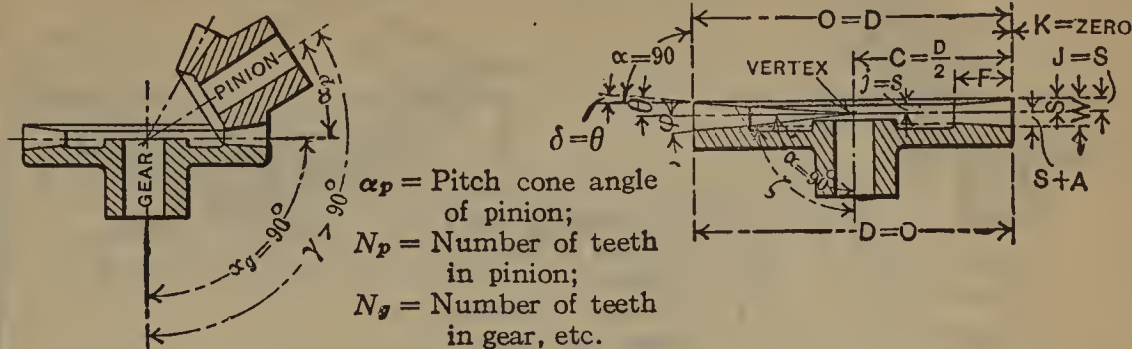 PINION
αp
GEAR
αg = 90°
γ > 90°
αp = Pitch cone angle
of pinion;
Np = Number of teeth
in pinion;
Ng = Number of teeth
in gear, etc.
O = D
K = ZERO
α = 90
C = D/2
J = S
VERTEX
j = S
F
θ
S
W
δ = θ
φ
α = 90°
ζ
S + A
D = O